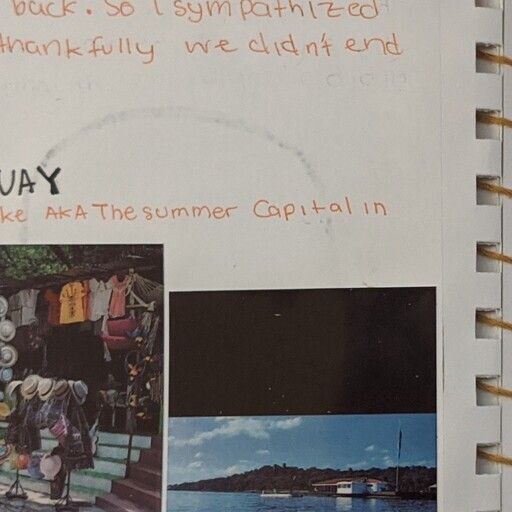 back. So I sympathized
thankfully we didn't end
UAY
ke AKA The summer Capital in